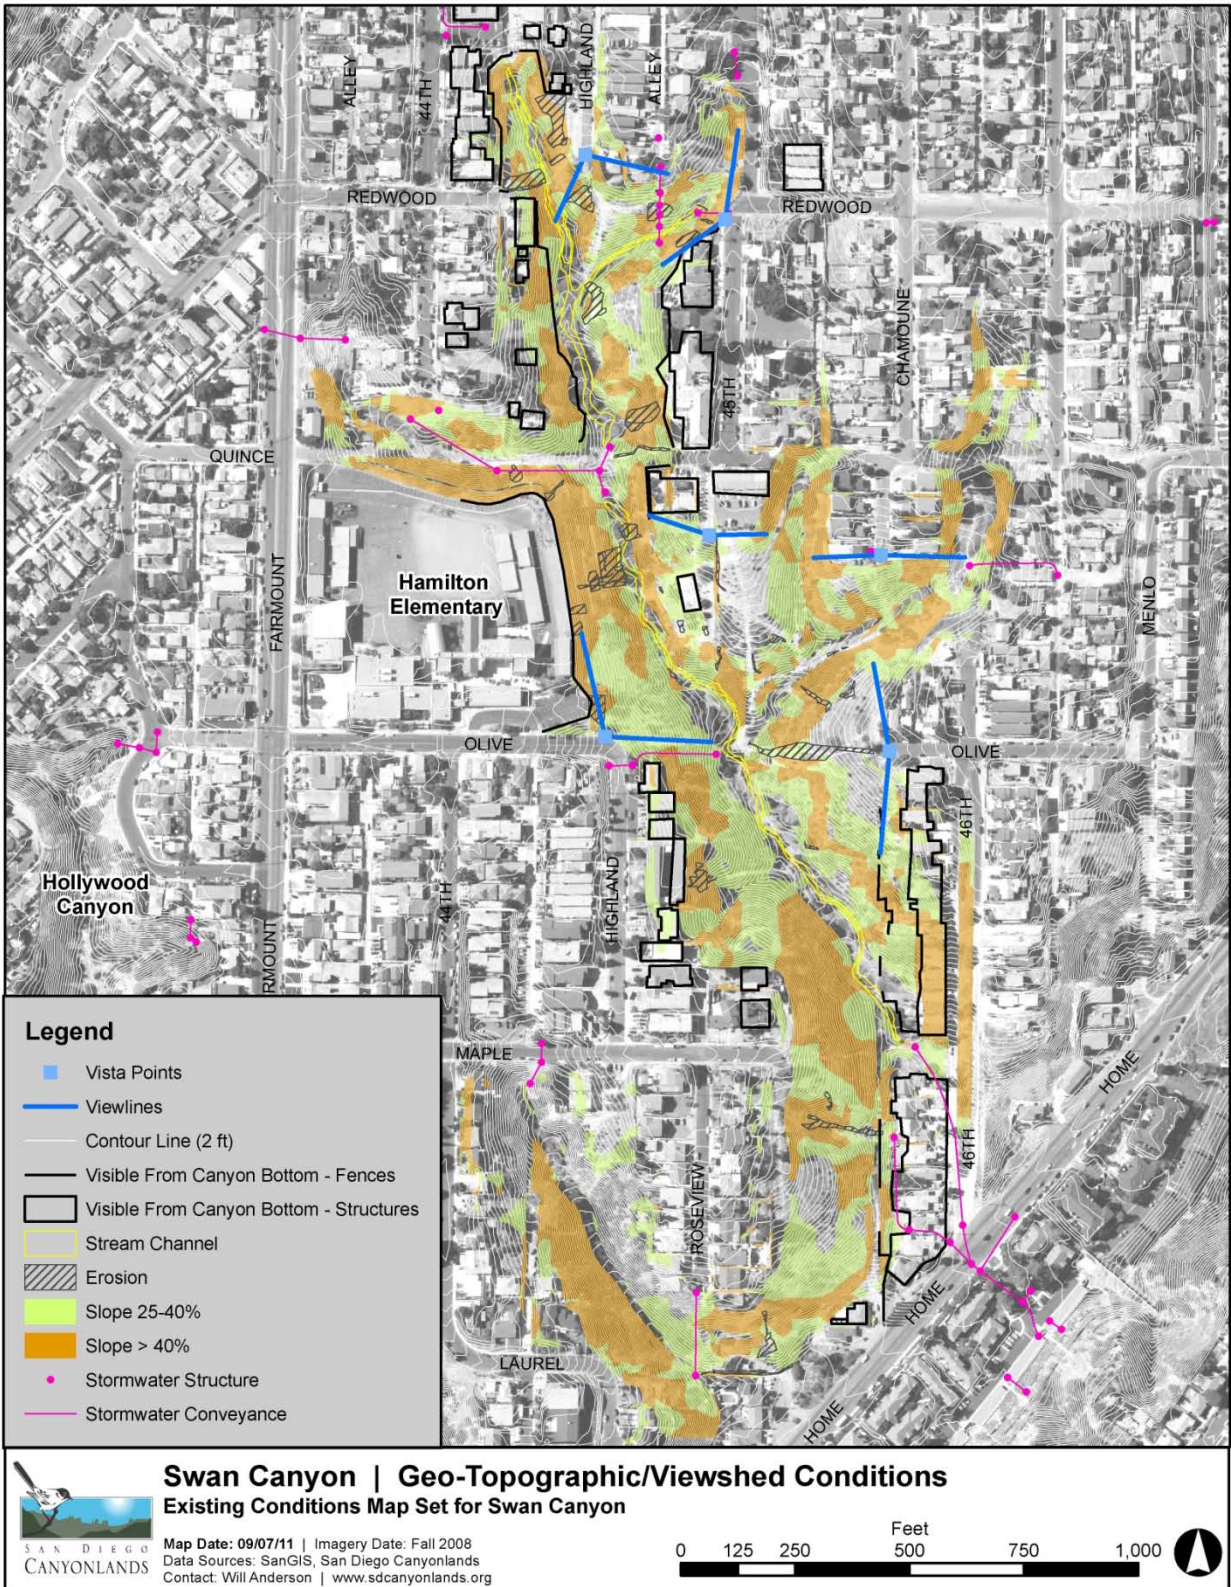 ALLEY
44TH
HIGHLAND
ALLEY
REDWOOD
REDWOOD
CHAMOUNE
45TH
QUINCE
FAIRMOUNT
Hamilton
Elementary
MENLO
OLIVE
OLIVE
46TH
Hollywood
Canyon
44TH
HIGHLAND
RMOUNT
MAPLE
HOME
46TH
ROSEVIEW
HOME
LAUREL
HOME
Legend
Vista Points
Viewlines
Contour Line (2 ft)
Visible From Canyon Bottom - Fences
Visible From Canyon Bottom - Structures
Stream Channel
Erosion
Slope 25-40%
Slope > 40%
Stormwater Structure
Stormwater Conveyance
SAN DIEGO
CANYONLANDS
Swan Canyon | Geo-Topographic/Viewshed Conditions
Existing Conditions Map Set for Swan Canyon
Map Date: 09/07/11 | Imagery Date: Fall 2008
Data Sources: SanGIS, San Diego Canyonlands
Contact: Will Anderson | www.sdcanyonlands.org
Feet
0 125 250 500 750 1,000